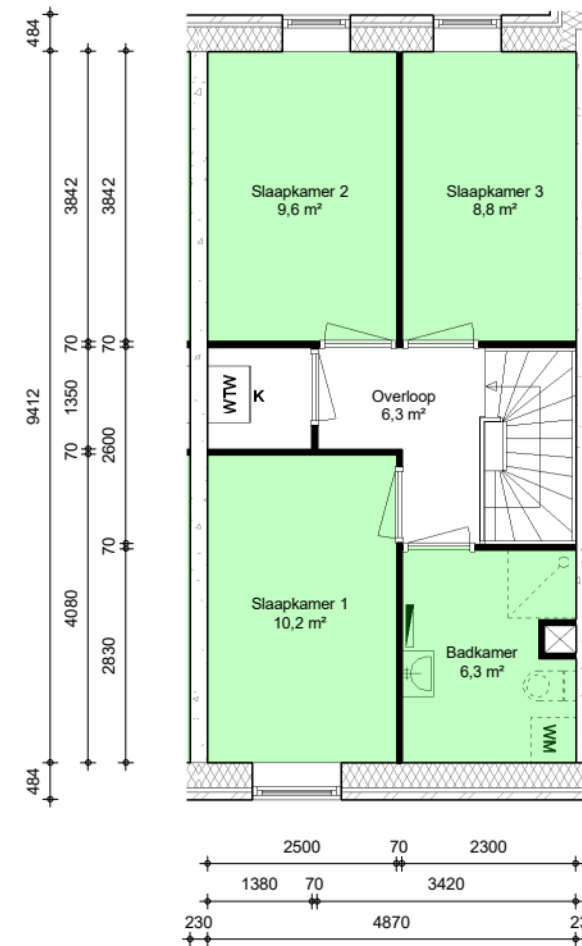 484
Slaapkamer 2
9,6 m²
Slaapkamer 3
8,8 m²
3842
3842
70
70
9412
1350
WTW
K
Overloop
6,3 m²
70
2600
70
4080
2830
Slaapkamer 1
10,2 m²
Badkamer
6,3 m²
WM
484
2500
70
2300
1380
70
3420
230
4870